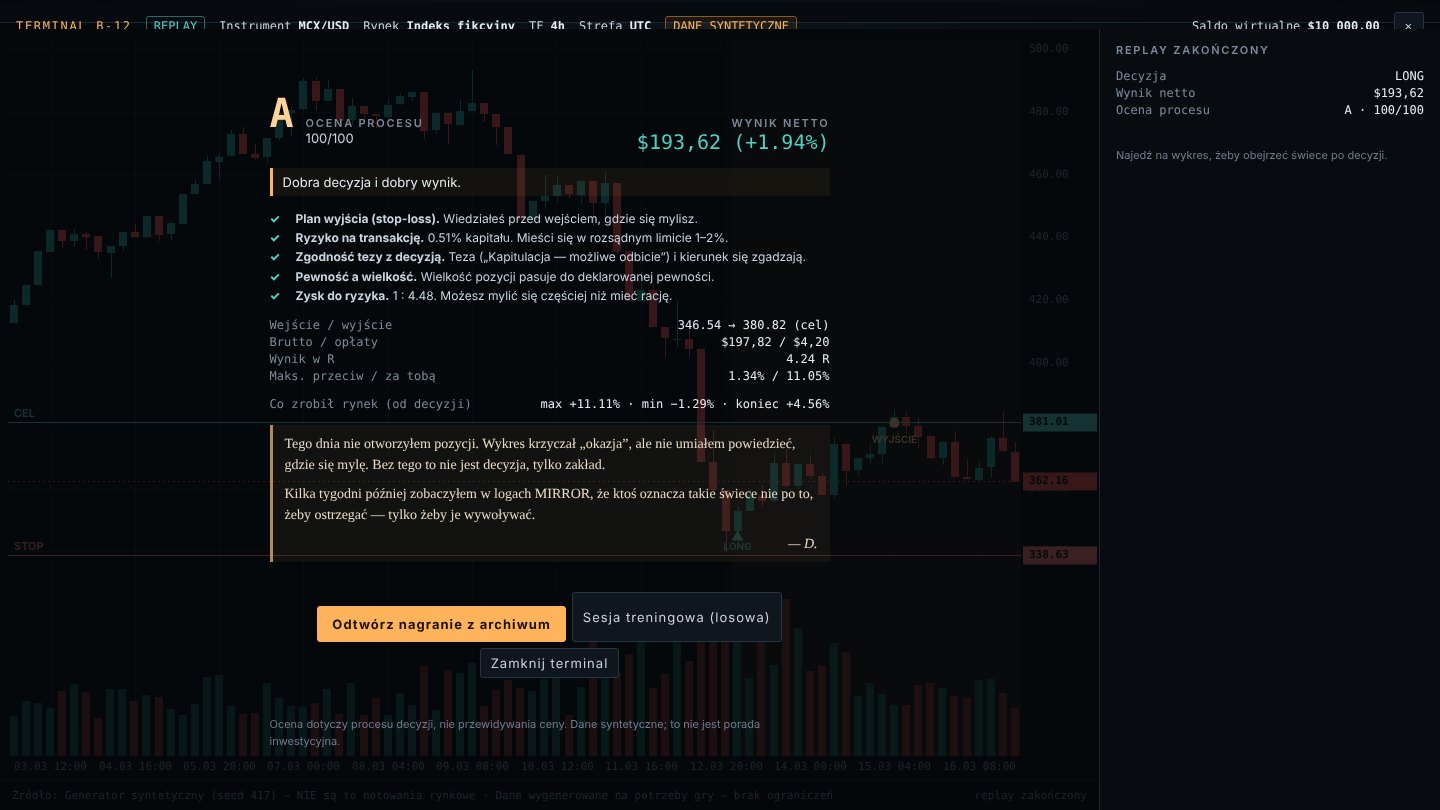 TERMINAL B-12 REPLAY Instrument MCX/USD Rynek Indeks fikcyjny TF 4h Strefa UTC DANE SYNTETYCZNE Saldo wirtualne $10 000,00 ×
REPLAY ZAKOŃCZONY
Decyzja LONG
Wynik netto $193,62
Ocena procesu A · 100/100
Najedź na wykres, żeby obejrzeć świece po decyzji.
500.00
480.00
460.00
440.00
420.00
400.00
381.01
362.16
338.63
A OCENA PROCESU
100/100
WYNIK NETTO
$193,62 (+1.94%)
Dobra decyzja i dobry wynik.
✓ Plan wyjścia (stop-loss). Wiedziałeś przed wejściem, gdzie się mylisz.
✓ Ryzyko na transakcję. 0.51% kapitału. Mieści się w rozsądnym limicie 1–2%.
✓ Zgodność tezy z decyzją. Teza („Kapitulacja — możliwe odbicie”) i kierunek się zgadzają.
✓ Pewność a wielkość. Wielkość pozycji pasuje do deklarowanej pewności.
✓ Zysk do ryzyka. 1 : 4.48. Możesz mylić się częściej niż mieć rację.
Wejście / wyjście 346.54 → 380.82 (cel)
Brutto / opłaty $197,82 / $4,20
Wynik w R 4.24 R
Maks. przeciw / za tobą 1.34% / 11.05%
Co zrobił rynek (od decyzji) max +11.11% · min −1.29% · koniec +4.56%
CEL
WYJŚCIE
Tego dnia nie otworzyłem pozycji. Wykres krzyczał „okazja”, ale nie umiałem powiedzieć,
gdzie się mylę. Bez tego to nie jest decyzja, tylko zakład.
Kilka tygodni później zobaczyłem w logach MIRROR, że ktoś oznacza takie świece nie po to,
żeby ostrzegać — tylko żeby je wywoływać.
— D.
STOP
LONG
Odtwórz nagranie z archiwum
Sesja treningowa (losowa)
Zamknij terminal
Ocena dotyczy procesu decyzji, nie przewidywania ceny. Dane syntetyczne; to nie jest porada
inwestycyjna.
03.03 12:00 04.03 16:00 05.03 20:00 07.03 00:00 08.03 04:00 09.03 08:00 10.03 12:00 11.03 16:00 12.03 20:00 14.03 00:00 15.03 04:00 16.03 08:00
Źródło: Generator syntetyczny (seed 417) — NIE są to notowania rynkowe · Dane wygenerowane na potrzeby gry — brak ograniczeń replay zakończony